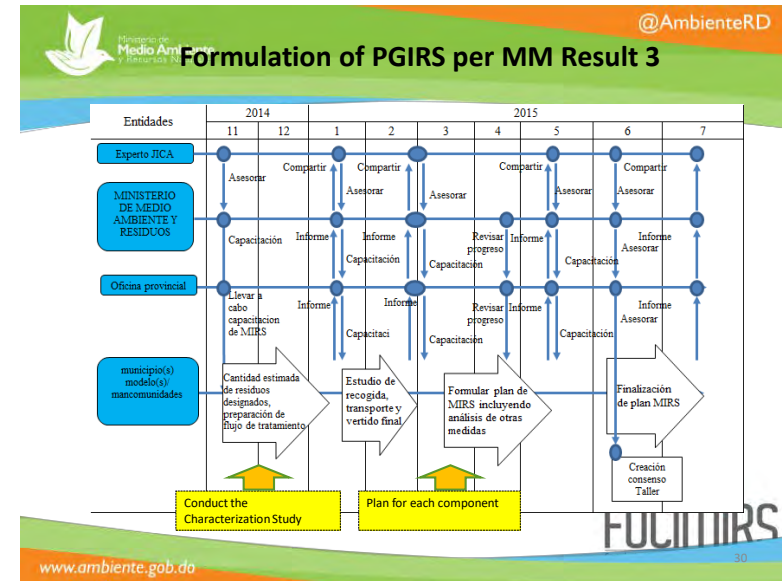 @AmbienteRD
Ministerio de
Medio Ambiente
y Recursos
Formulation of PGIRS per MM Result 3
Entidades
2014
2015
11
12
1
2
3
4
5
6
7
Experto JICA
Compartir
Compartir
Compartir
Compartir
Asesorar
Asesorar
Asesorar
Asesorar
Asesorar
MINISTERIO
DE MEDIO
AMBIENTE Y
RESIDUOS
Capacitación
Informe
Informe
Revisar
progreso
Informe
Informe
Asesorar
Capacitación
Capacitación
Capacitación
Oficina provincial
Llevar a
cabo
capacitacion
de MIRS
Informe
Informe
Revisar
progreso
Informe
Informe
Asesorar
Capacitaci
Capacitación
Capacitación
municipio(s)
modelo(s)/
mancomunidades
Cantidad estimada
de residuos
designados,
preparación de
flujo de tratamiento
Estudio de
recogida,
transporte y
vertido final
Formular plan de
MIRS incluyendo
análisis de otras
medidas
Finalización
de plan MIRS
Creación
consenso
Taller
Conduct the
Characterization Study
Plan for each component
FOCIMIRS
30
www.ambiente.gob.do